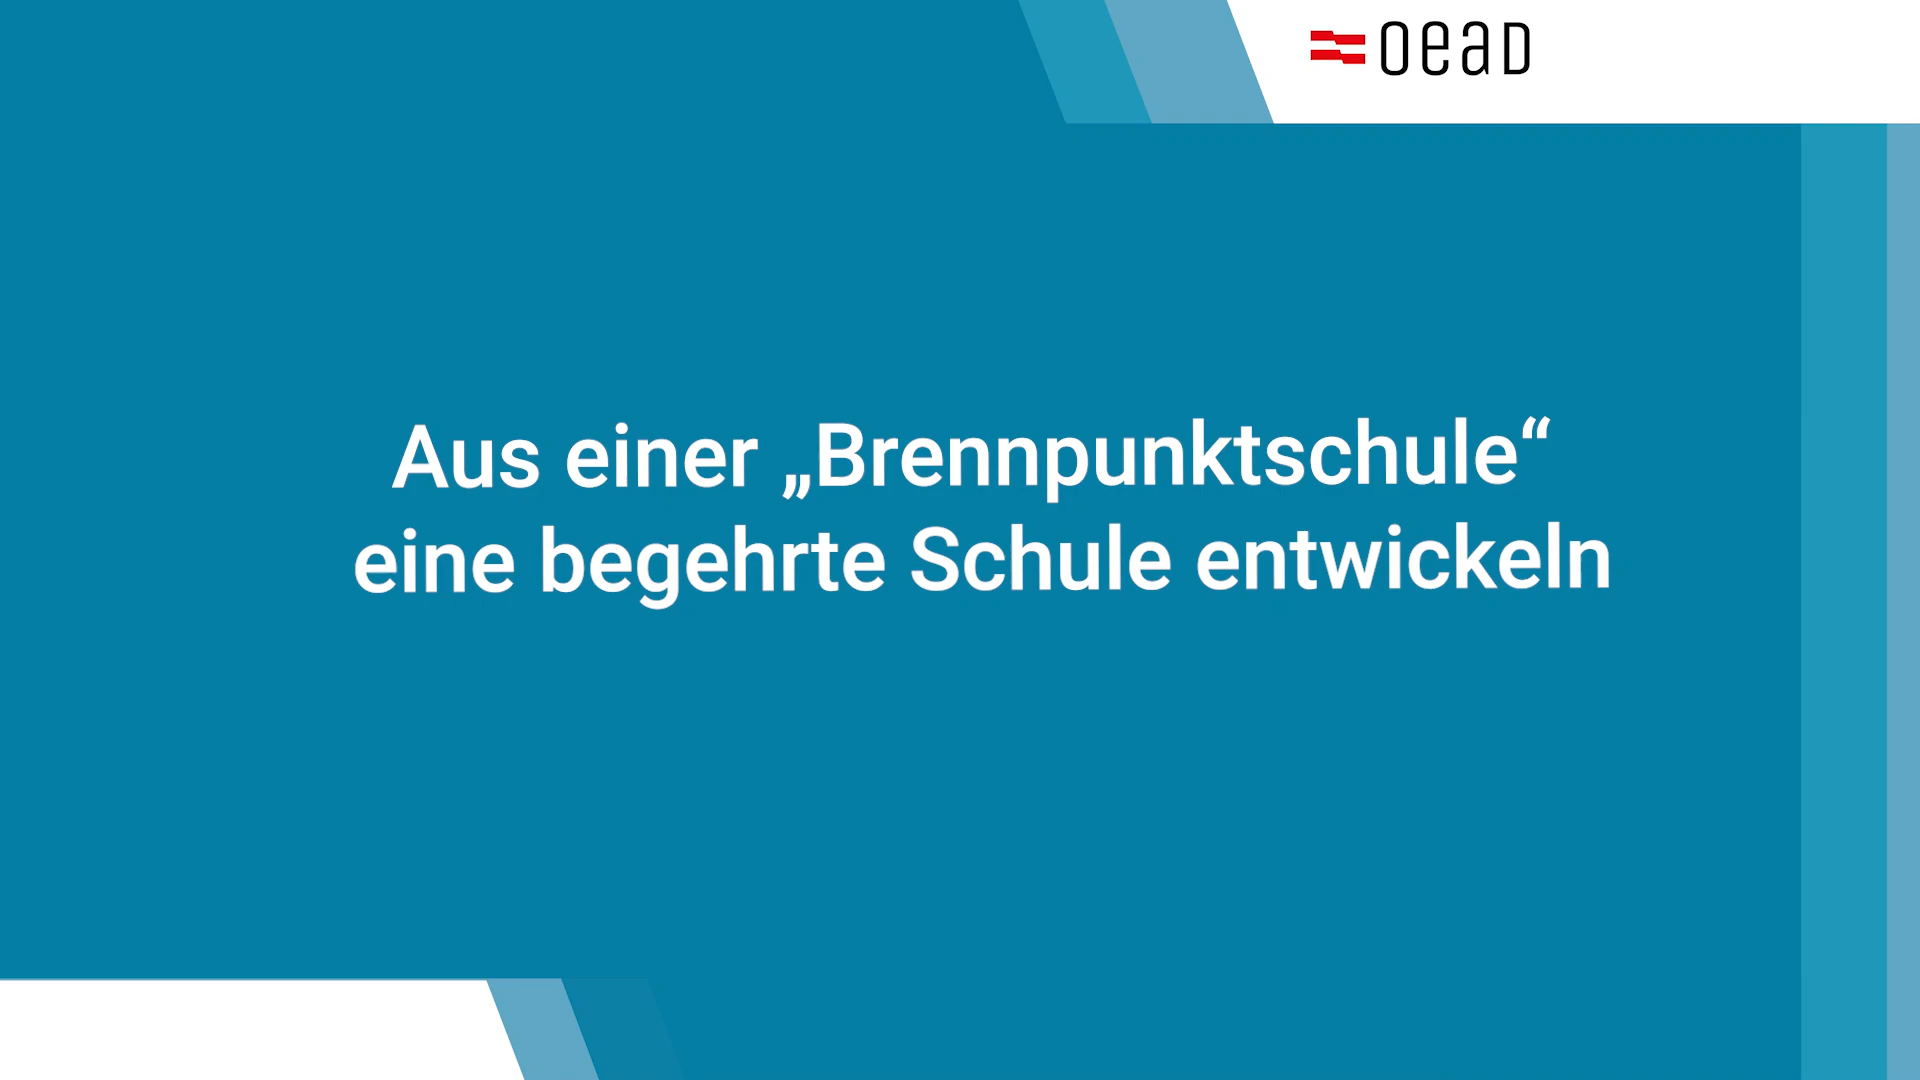 OeAD
Aus einer „Brennpunktschule“
eine begehrte Schule entwickeln